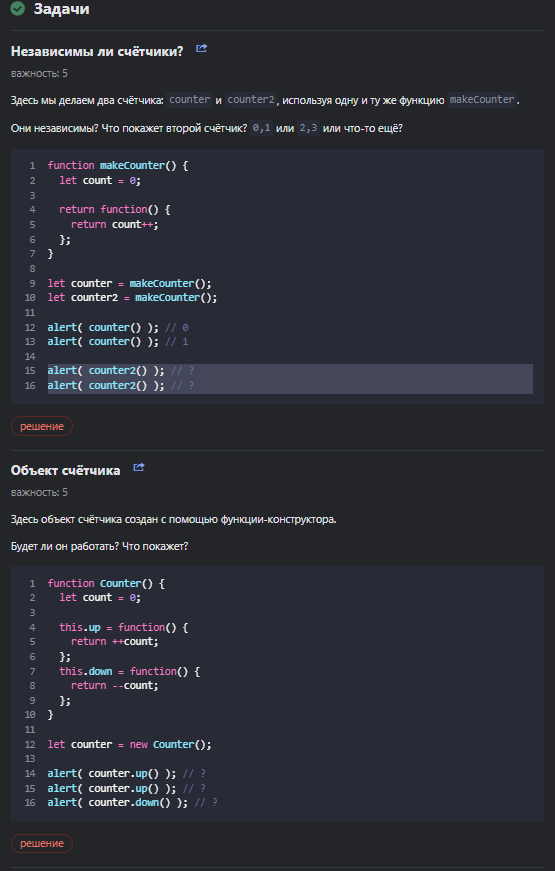 Задачи
Независимы ли счётчики?
важность: 5
Здесь мы делаем два счётчика: counter и counter2, используя одну и ту же функцию makeCounter.
Они независимы? Что покажет второй счётчик? 0,1 или 2,3 или что-то ещё?
1 function makeCounter() {
2   let count = 0;
3
4   return function() {
5     return count++;
6   };
7 }
8
9 let counter = makeCounter();
10 let counter2 = makeCounter();
11
12 alert( counter() ); // 0
13 alert( counter() ); // 1
14
15 alert( counter2() ); // ?
16 alert( counter2() ); // ?
решение
Объект счётчика
важность: 5
Здесь объект счётчика создан с помощью функции-конструктора.
Будет ли он работать? Что покажет?
1 function Counter() {
2   let count = 0;
3
4   this.up = function() {
5     return ++count;
6   };
7   this.down = function() {
8     return --count;
9   };
10 }
11
12 let counter = new Counter();
13
14 alert( counter.up() ); // ?
15 alert( counter.up() ); // ?
16 alert( counter.down() ); // ?
решение